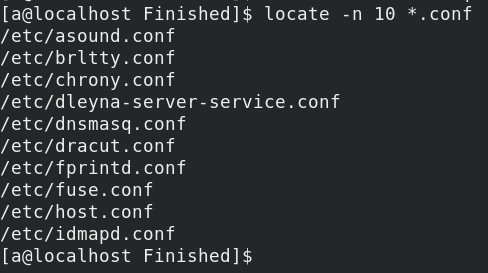 [a@localhost Finished]$ locate -n 10 *.conf
/etc/asound.conf
/etc/brltty.conf
/etc/chrony.conf
/etc/dleyna-server-service.conf
/etc/dnsmasq.conf
/etc/dracut.conf
/etc/fprintd.conf
/etc/fuse.conf
/etc/host.conf
/etc/idmapd.conf
[a@localhost Finished]$